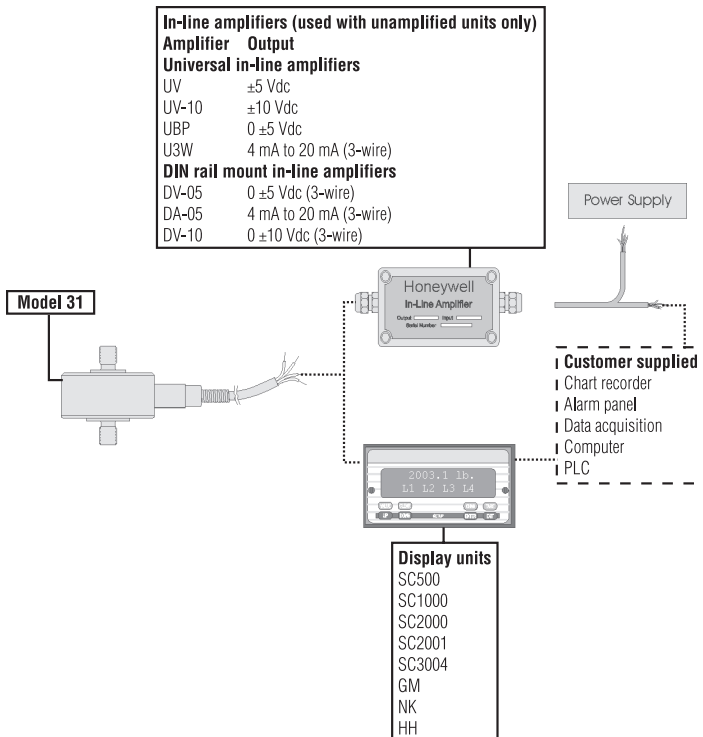 In-line amplifiers (used with unamplified units only)
Amplifier Output
Universal in-line amplifiers
UV ±5 Vdc
UV-10 ±10 Vdc
UBP 0 ±5 Vdc
U3W 4 mA to 20 mA (3-wire)
DIN rail mount in-line amplifiers
DV-05 0 ±5 Vdc (3-wire)
DA-05 4 mA to 20 mA (3-wire)
DV-10 0 ±10 Vdc (3-wire)
Power Supply
Honeywell
In-Line Amplifier
Output Input
Serial Number
Model 31
Customer supplied
Chart recorder
Alarm panel
Data acquisition
Computer
PLC
2003.1 lb.
L1 L2 L3 L4
UP DOWN SETUP ENTER EXIT
Display units
SC500
SC1000
SC2000
SC2001
SC3004
GM
NK
HH